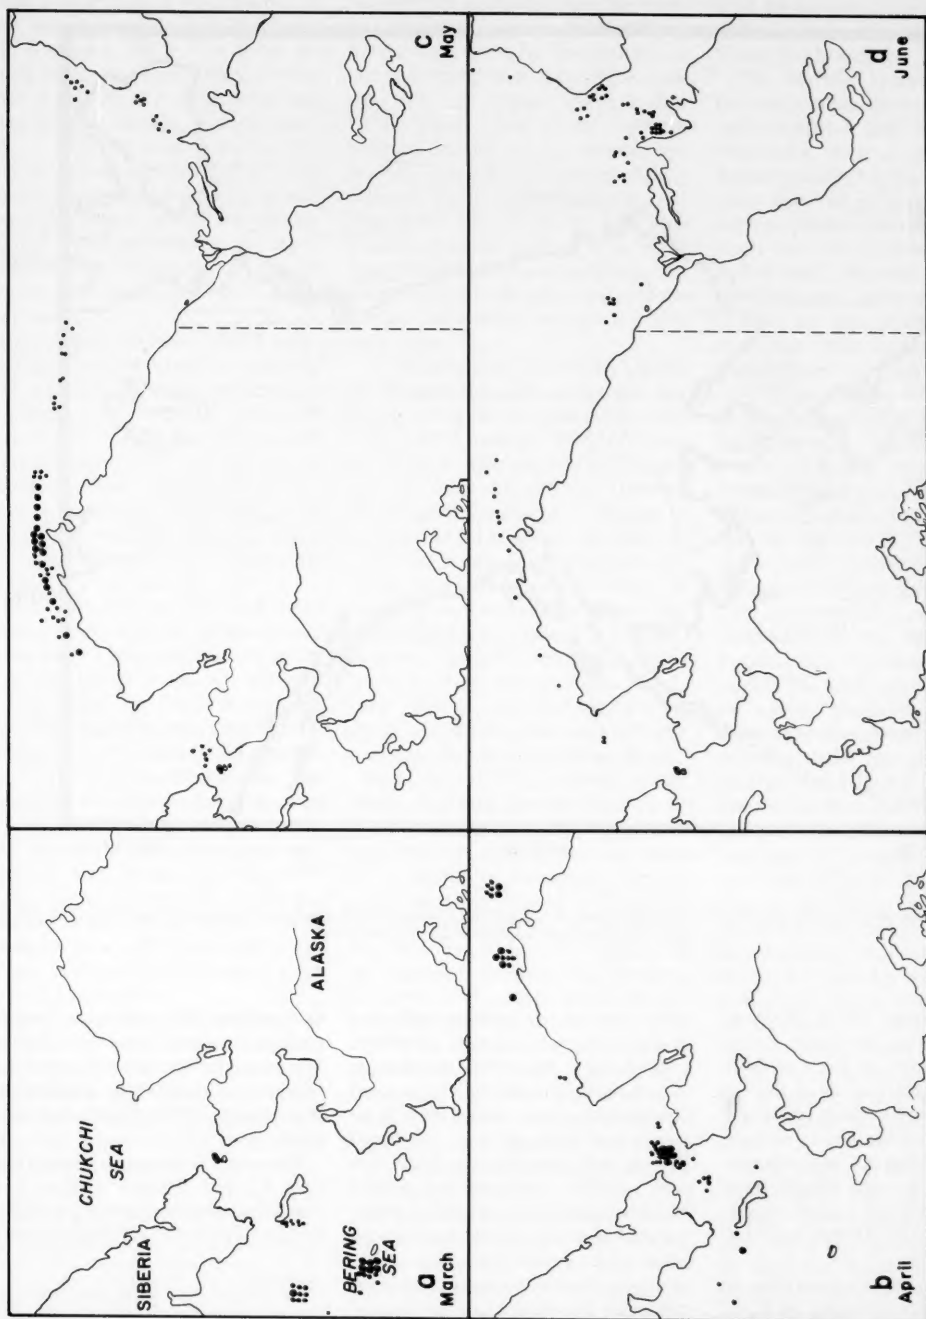 CHUKCHI
SEA
SIBERIA
ALASKA
BERING
SEA
a
March
b
April
c
May
d
June